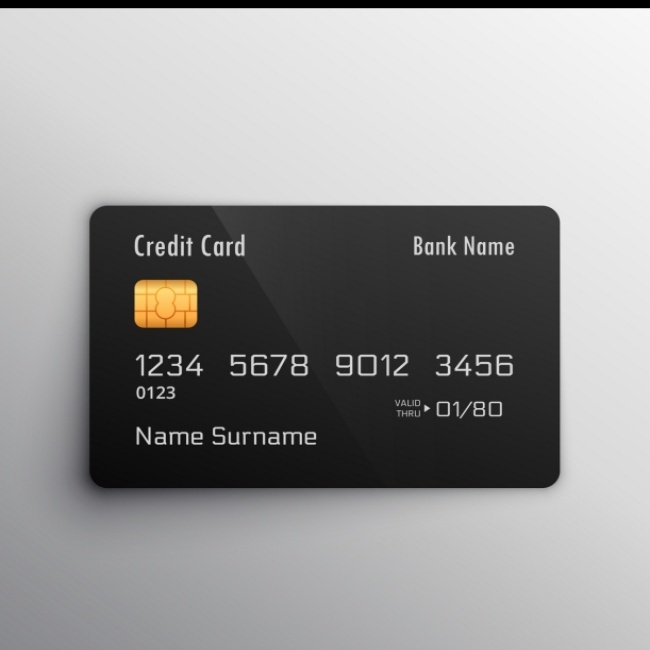 Credit Card Bank Name
1234 5678 9012 3456
0123
VALID THRU 01/80
Name Surname